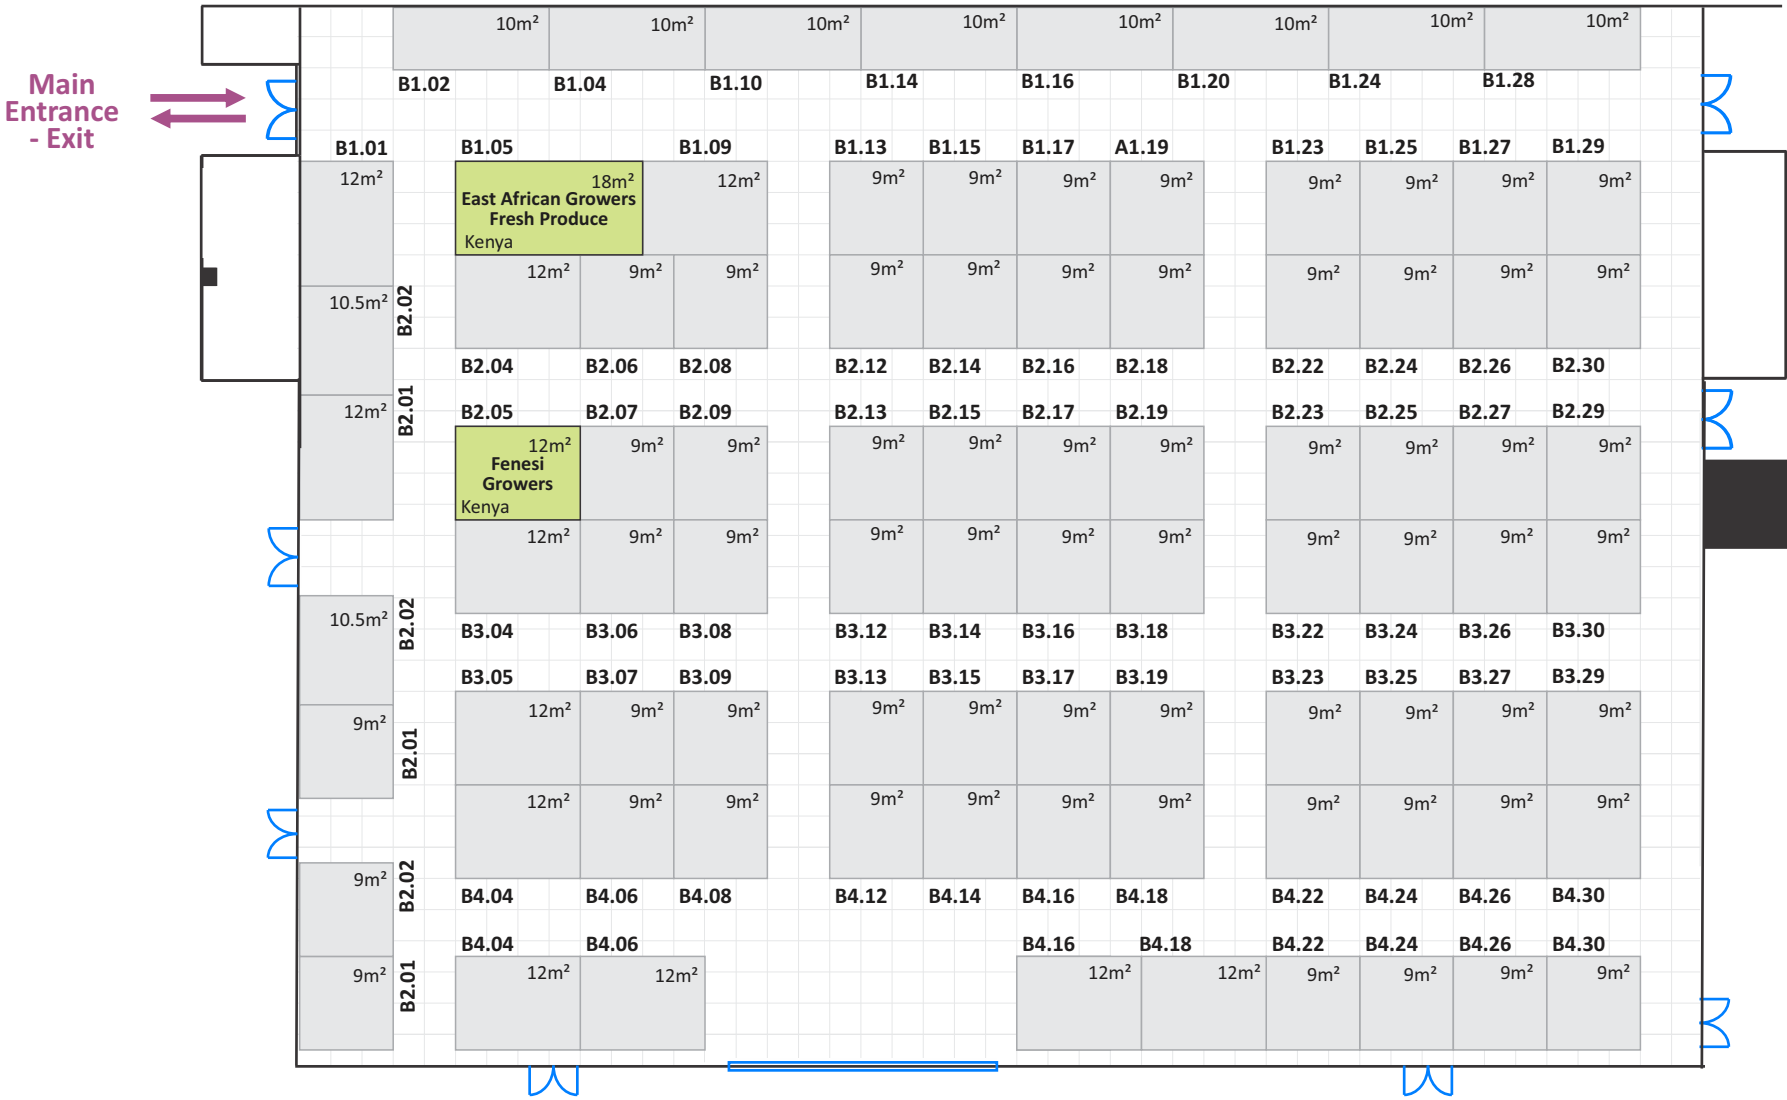 10m² 10m² 10m² 10m² 10m² 10m² 10m² 10m²
Main
Entrance
- Exit
B1.02 B1.04 B1.10 B1.14 B1.16 B1.20 B1.24 B1.28
B1.01 B1.05 B1.09 B1.13 B1.15 B1.17 A1.19 B1.23 B1.25 B1.27 B1.29
12m² 18m² 12m² 9m² 9m² 9m² 9m² 9m² 9m² 9m² 9m²
East African Growers
Fresh Produce
Kenya
12m² 9m² 9m² 9m² 9m² 9m² 9m² 9m² 9m² 9m² 9m²
10.5m² B2.02
B2.04 B2.06 B2.08 B2.12 B2.14 B2.16 B2.18 B2.22 B2.24 B2.26 B2.30
12m² B2.01
B2.05 B2.07 B2.09 B2.13 B2.15 B2.17 B2.19 B2.23 B2.25 B2.27 B2.29
12m² 9m² 9m² 9m² 9m² 9m² 9m² 9m² 9m² 9m² 9m²
Fenesi
Growers
Kenya
12m² 9m² 9m² 9m² 9m² 9m² 9m² 9m² 9m² 9m² 9m²
10.5m² B2.02
B3.04 B3.06 B3.08 B3.12 B3.14 B3.16 B3.18 B3.22 B3.24 B3.26 B3.30
B3.05 B3.07 B3.09 B3.13 B3.15 B3.17 B3.19 B3.23 B3.25 B3.27 B3.29
12m² 9m² 9m² 9m² 9m² 9m² 9m² 9m² 9m² 9m² 9m²
9m² B2.01
12m² 9m² 9m² 9m² 9m² 9m² 9m² 9m² 9m² 9m² 9m²
9m² B2.02
B4.04 B4.06 B4.08 B4.12 B4.14 B4.16 B4.18 B4.22 B4.24 B4.26 B4.30
B4.04 B4.06 B4.16 B4.18 B4.22 B4.24 B4.26 B4.30
9m² B2.01
12m² 12m² 12m² 12m² 9m² 9m² 9m² 9m²